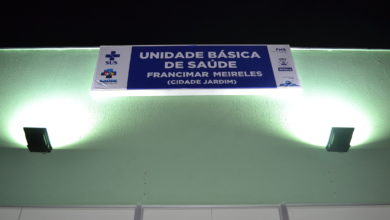 SUS
UNIDADE BÁSICA
DE SAÚDE
FRANCIMAR MEIRELES
(CIDADE JARDIM)